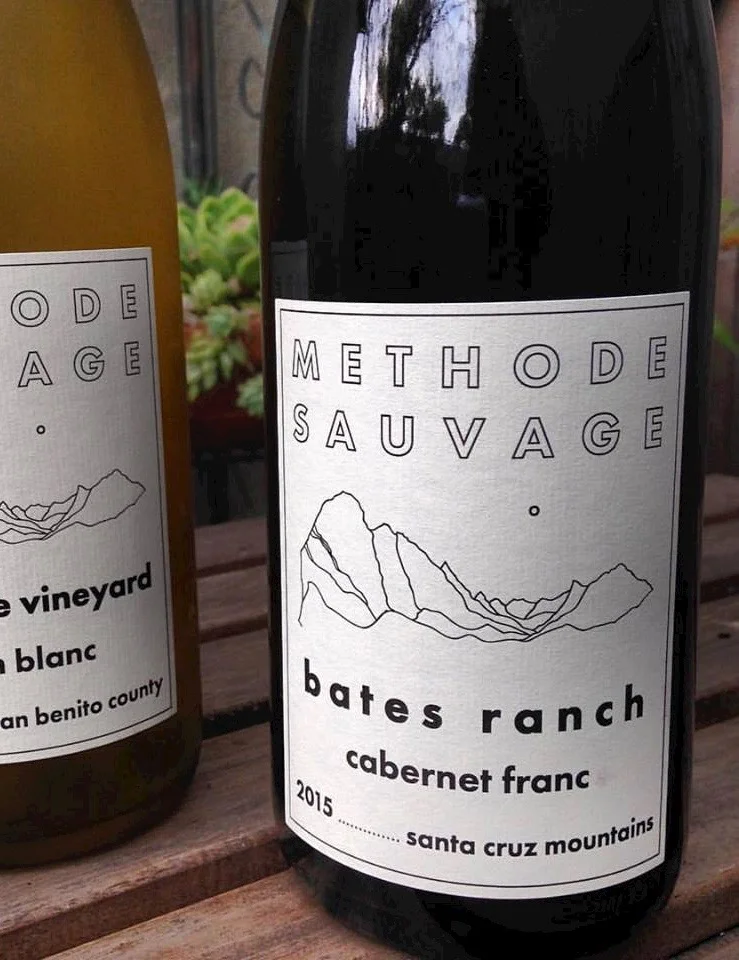 ODE
AGE
e vineyard
n blanc
an benito county
METHODE
SAUVAGE
bates ranch
cabernet franc
2015 .............. santa cruz mountains